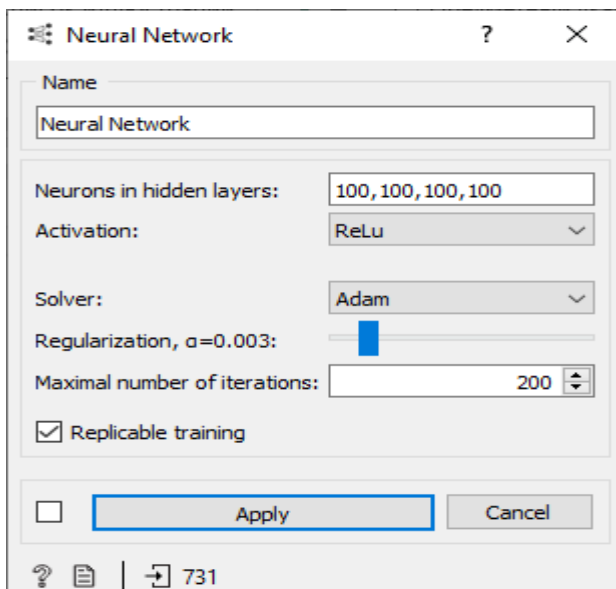 Neural Network ?
Name
Neural Network
Neurons in hidden layers: 100,100,100,100
Activation: ReLu
Solver: Adam
Regularization, α=0.003:
Maximal number of iterations: 200
Replicable training
Apply Cancel
? 731